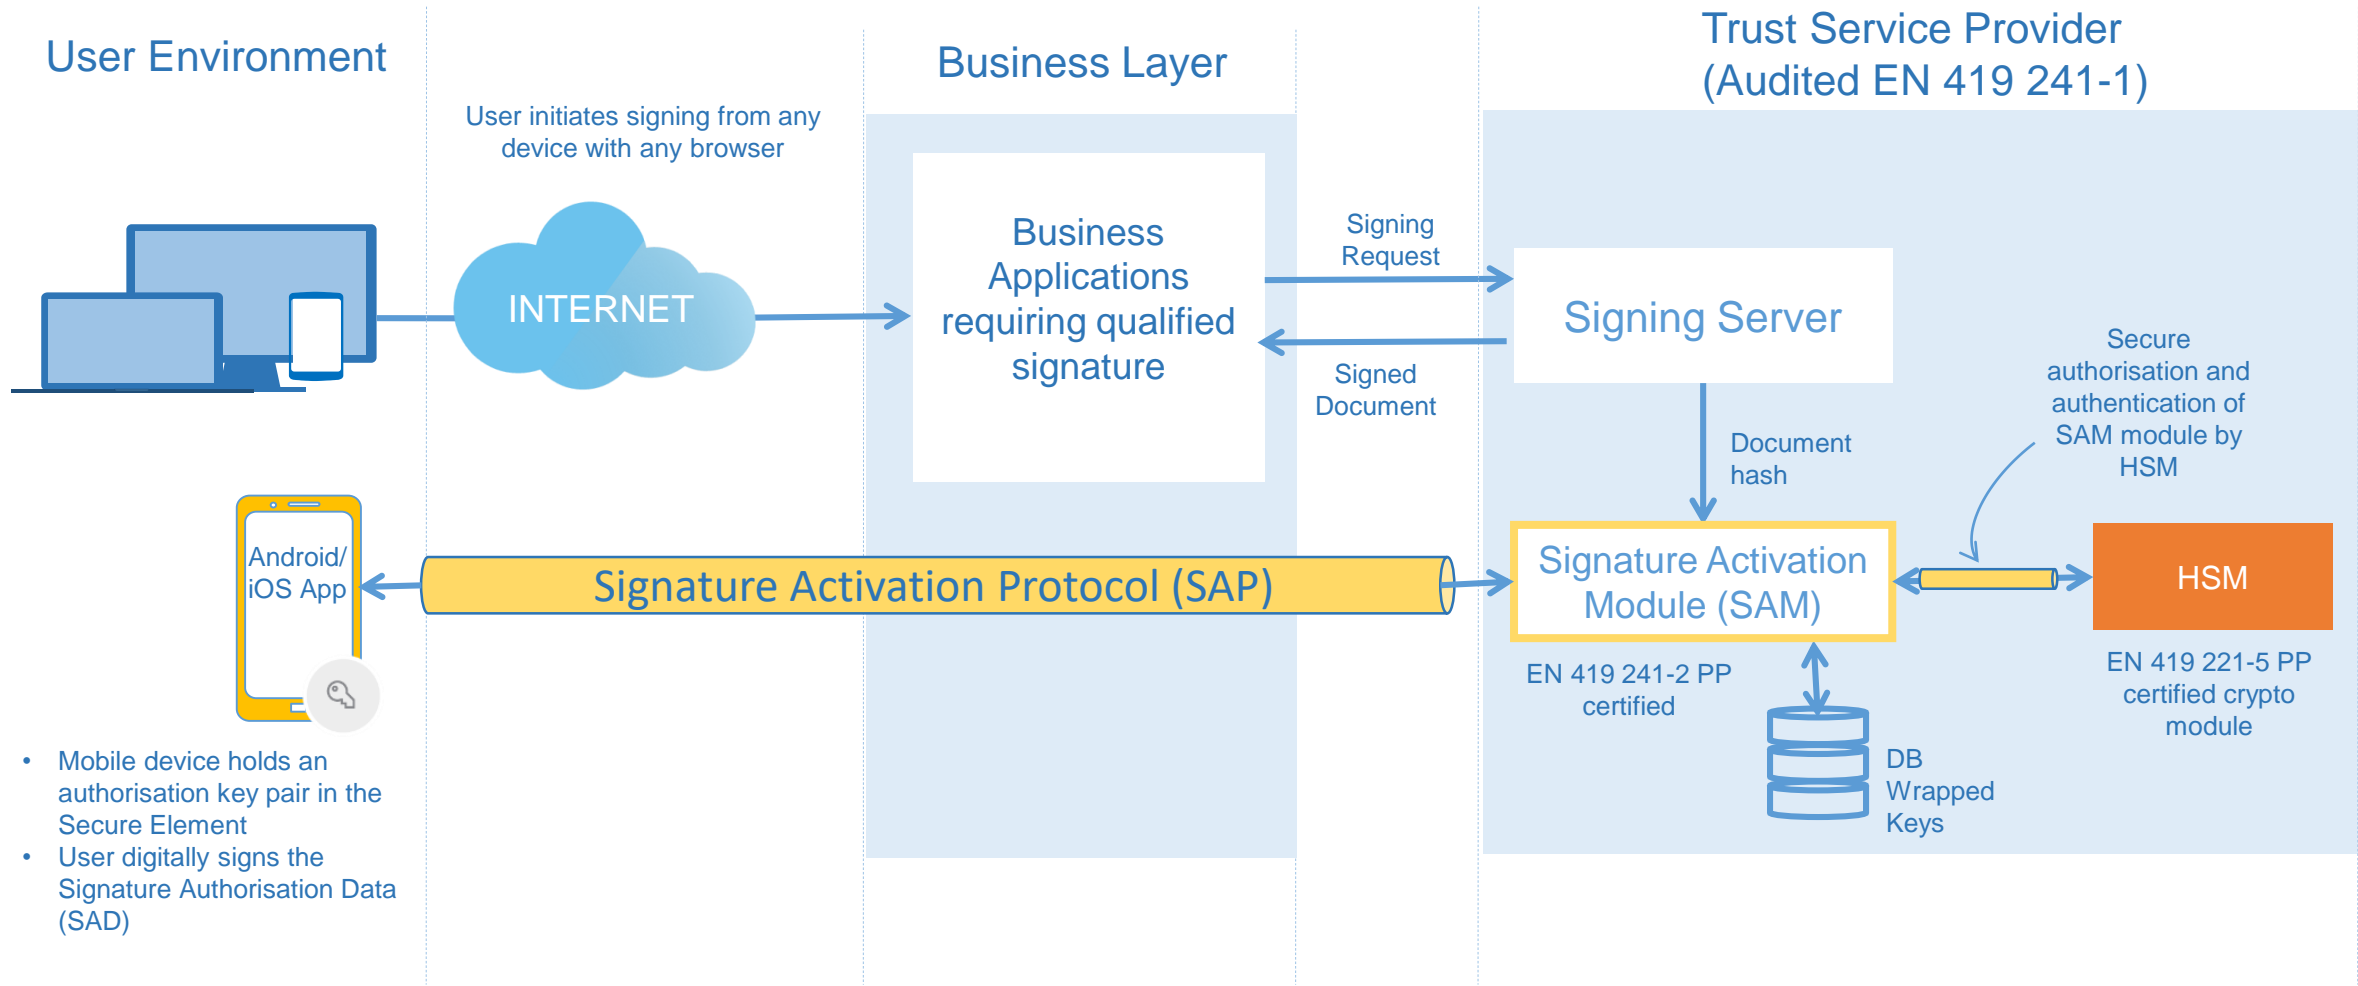 User Environment
Business Layer
Trust Service Provider
(Audited EN 419 241-1)
User initiates signing from any
device with any browser
INTERNET
Business
Applications
requiring qualified
signature
Signing
Request
Signed
Document
Signing Server
Document
hash
Secure
authorisation and
authentication of
SAM module by
HSM
Android/
iOS App
Signature Activation Protocol (SAP)
Signature Activation
Module (SAM)
HSM
EN 419 241-2 PP
certified
EN 419 221-5 PP
certified crypto
module
DB
Wrapped
Keys
• Mobile device holds an
authorisation key pair in the
Secure Element
• User digitally signs the
Signature Authorisation Data
(SAD)